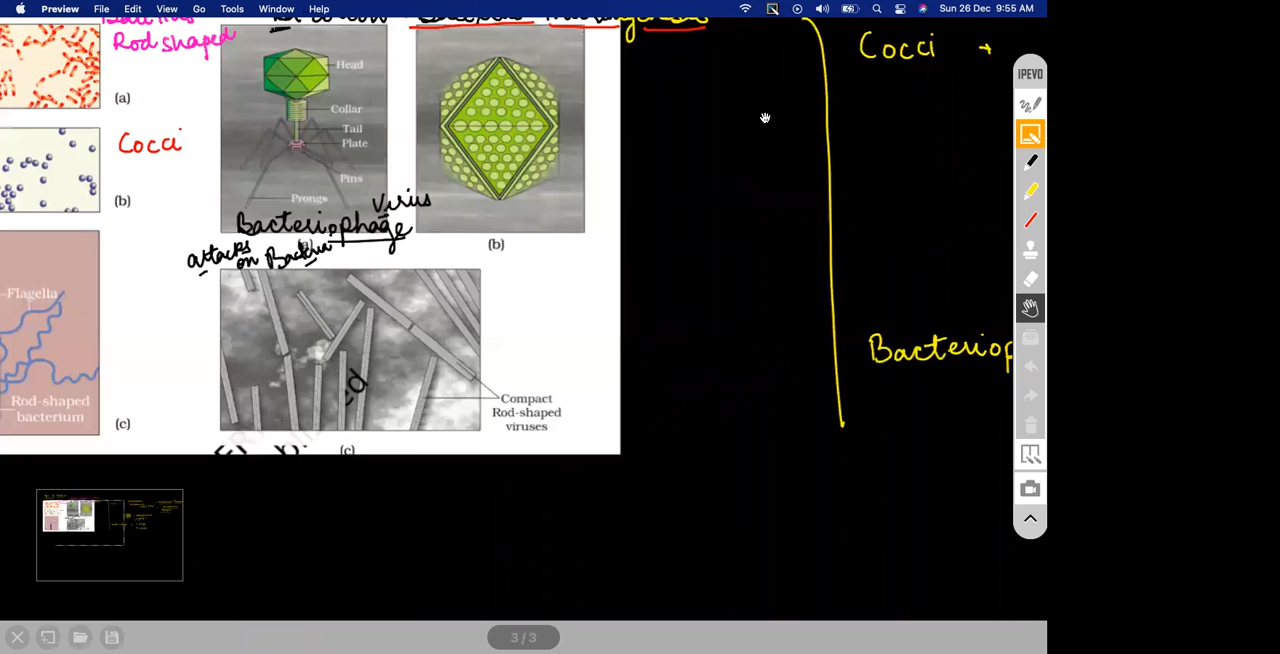 Preview File Edit View Go Tools Window Help Sun 26 Dec 9:55 AM
Rod shaped
Cocci
IPEVO
(a)
Head
Collar
Tail
Plate
Pins
Prongs
Cocci
(b)
virius
Bacteriophage
(a)
(b)
attacks
on Bacteria
Flagella
Rod-shaped
bacterium
(c)
Compact
Rod-shaped
viruses
(c)
Bacteriop
3/3